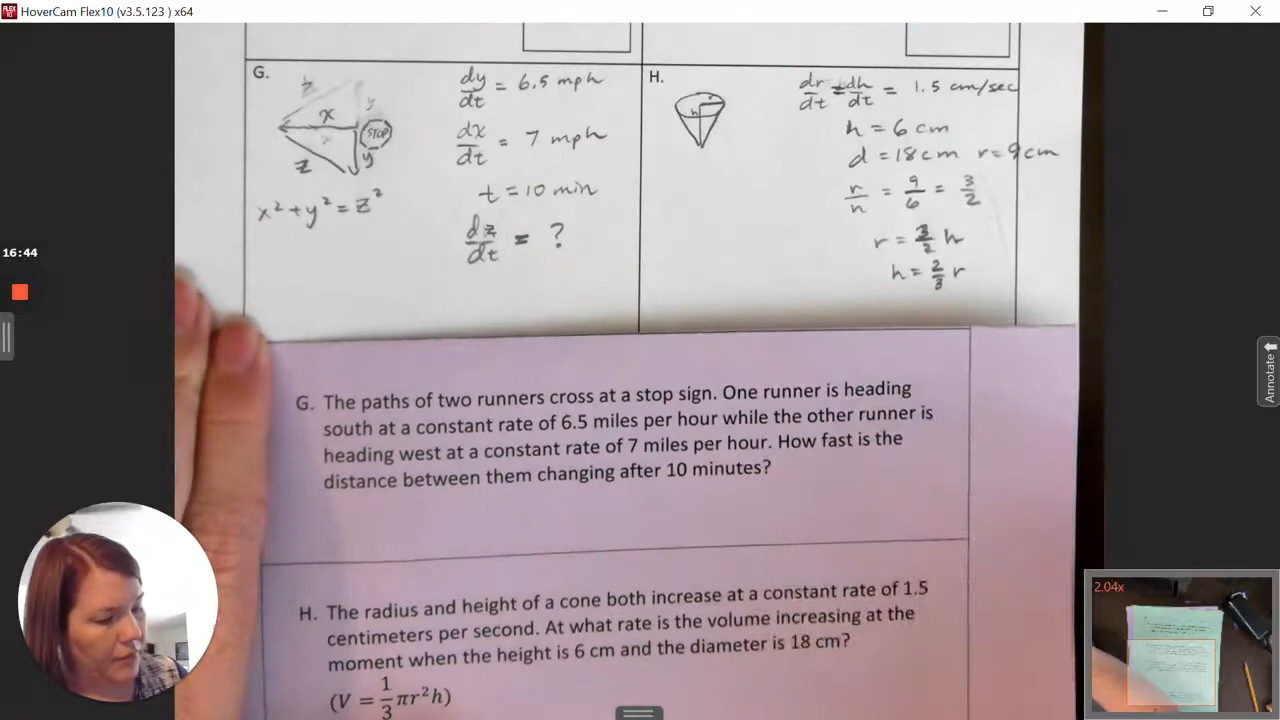 HoverCam Flex10 (v3.5.123 ) x64
G.
z
x
y
x
STOP
z
y
x² + y² = z²
dy/dt = 6.5 mph
dx/dt = 7 mph
t = 10 min
dz/dt = ?
H.
r
h
dr/dt = dh/dt = 1.5 cm/sec
h = 6 cm
d = 18 cm r = 9 cm
r/h = 9/6 = 3/2
r = 3/2 h
h = 2/3 r
16:44
Annotate
G. The paths of two runners cross at a stop sign. One runner is heading
south at a constant rate of 6.5 miles per hour while the other runner is
heading west at a constant rate of 7 miles per hour. How fast is the
distance between them changing after 10 minutes?
H. The radius and height of a cone both increase at a constant rate of 1.5
centimeters per second. At what rate is the volume increasing at the
moment when the height is 6 cm and the diameter is 18 cm?
(V = 1/3 πr²h)
2.04x